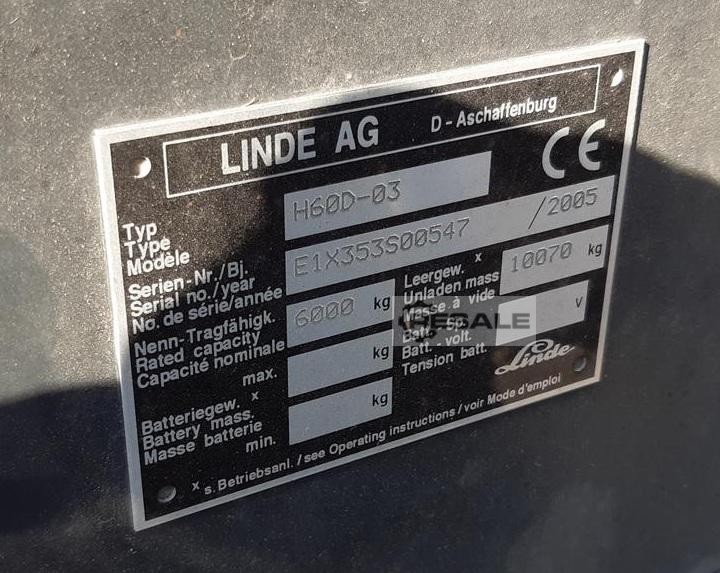 LINDE AG D - Aschaffenburg
CE
Typ
Type
Modèle
H60D-03
Serien-Nr./Bj.
Serial no./year
No. de série/année
E1X353S00547 / 2005
Nenn-Tragfähigk.
Rated capacity
Capacité nominale
6000 kg
Leergew. x
Unladen mass
Masse à vide
10070 kg
max.
kg
Batt. - Sp.
Batt. - volt.
Tension batt.
V
Batteriegew. x
Battery mass.
Masse batterie
min.
kg
Linde
x s. Betriebsanl. / see Operating instructions / voir Mode d'emploi
RESALE